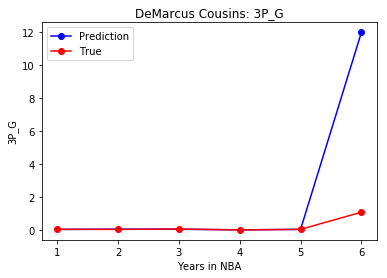 DeMarcus Cousins: 3P_G
Prediction
True
12
10
8
6
4
2
0
3P_G
1 2 3 4 5 6
Years in NBA